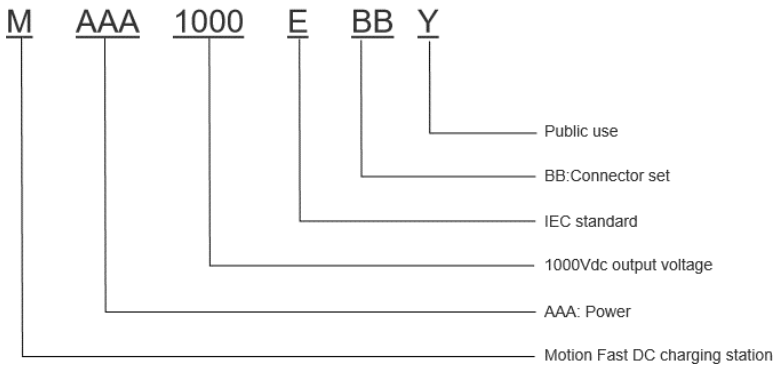 M AAA 1000 E BB Y
Public use
BB:Connector set
IEC standard
1000Vdc output voltage
AAA: Power
Motion Fast DC charging station